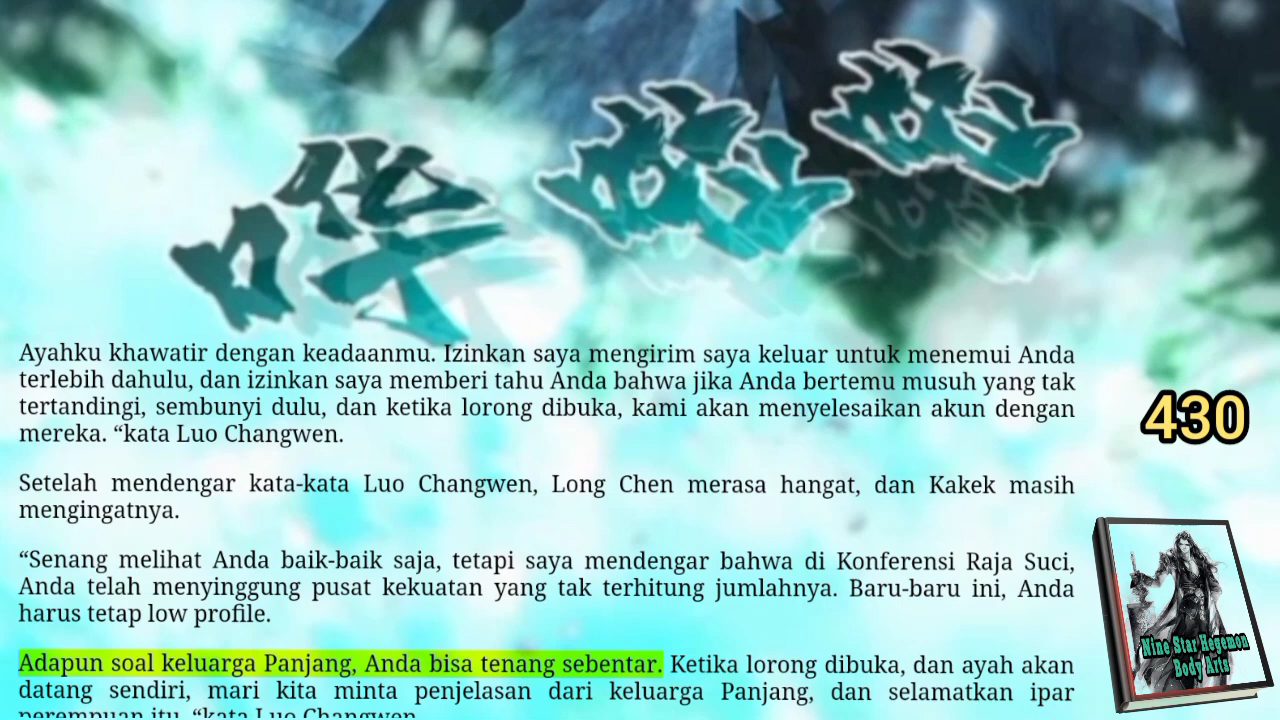 Ayahku khawatir dengan keadaanmu. Izinkan saya mengirim saya keluar untuk menemui Anda
terlebih dahulu, dan izinkan saya memberi tahu Anda bahwa jika Anda bertemu musuh yang tak
tertandingi, sembunyi dulu, dan ketika lorong dibuka, kami akan menyelesaikan akun dengan
mereka. “kata Luo Changwen.
Setelah mendengar kata-kata Luo Changwen, Long Chen merasa hangat, dan Kakek masih
mengingatnya.
“Senang melihat Anda baik-baik saja, tetapi saya mendengar bahwa di Konferensi Raja Suci,
Anda telah menyinggung pusat kekuatan yang tak terhitung jumlahnya. Baru-baru ini, Anda
harus tetap low profile.
Adapun soal keluarga Panjang, Anda bisa tenang sebentar. Ketika lorong dibuka, dan ayah akan
datang sendiri, mari kita minta penjelasan dari keluarga Panjang, dan selamatkan ipar
perempuan itu. “kata Luo Changwen.
430
Nine Star Hegemon
Body Arts